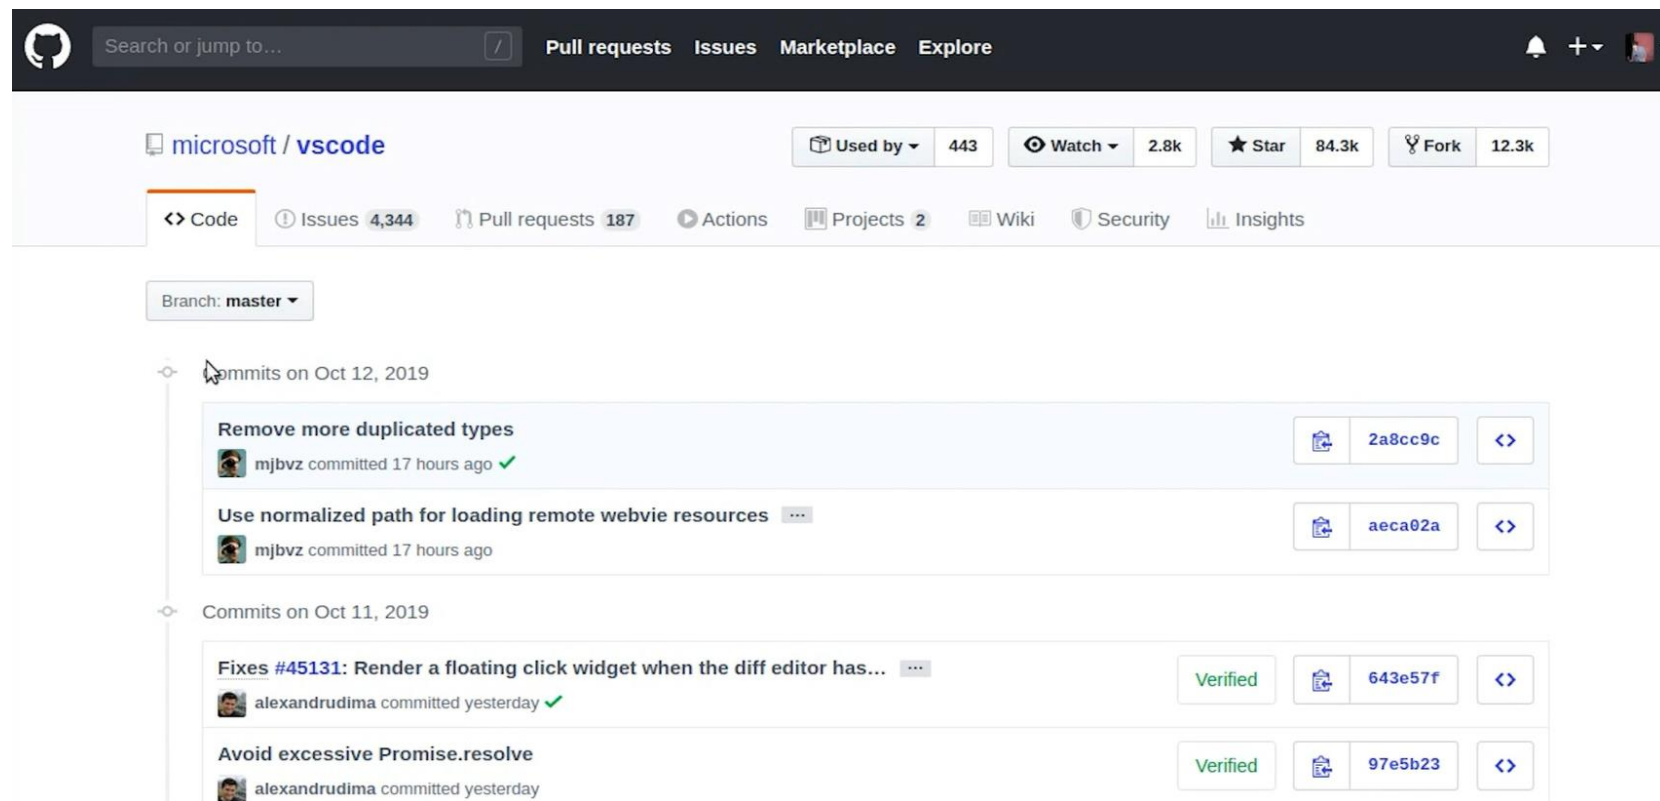 Search or jump to… / Pull requests Issues Marketplace Explore
microsoft / vscode Used by 443 Watch 2.8k Star 84.3k Fork 12.3k
Code Issues 4,344 Pull requests 187 Actions Projects 2 Wiki Security Insights
Branch: master
Commits on Oct 12, 2019
Remove more duplicated types
mjbvz committed 17 hours ago
2a8cc9c
Use normalized path for loading remote webvie resources …
mjbvz committed 17 hours ago
aeca02a
Commits on Oct 11, 2019
Fixes #45131: Render a floating click widget when the diff editor has… …
alexandrudima committed yesterday
Verified 643e57f
Avoid excessive Promise.resolve
alexandrudima committed yesterday
Verified 97e5b23